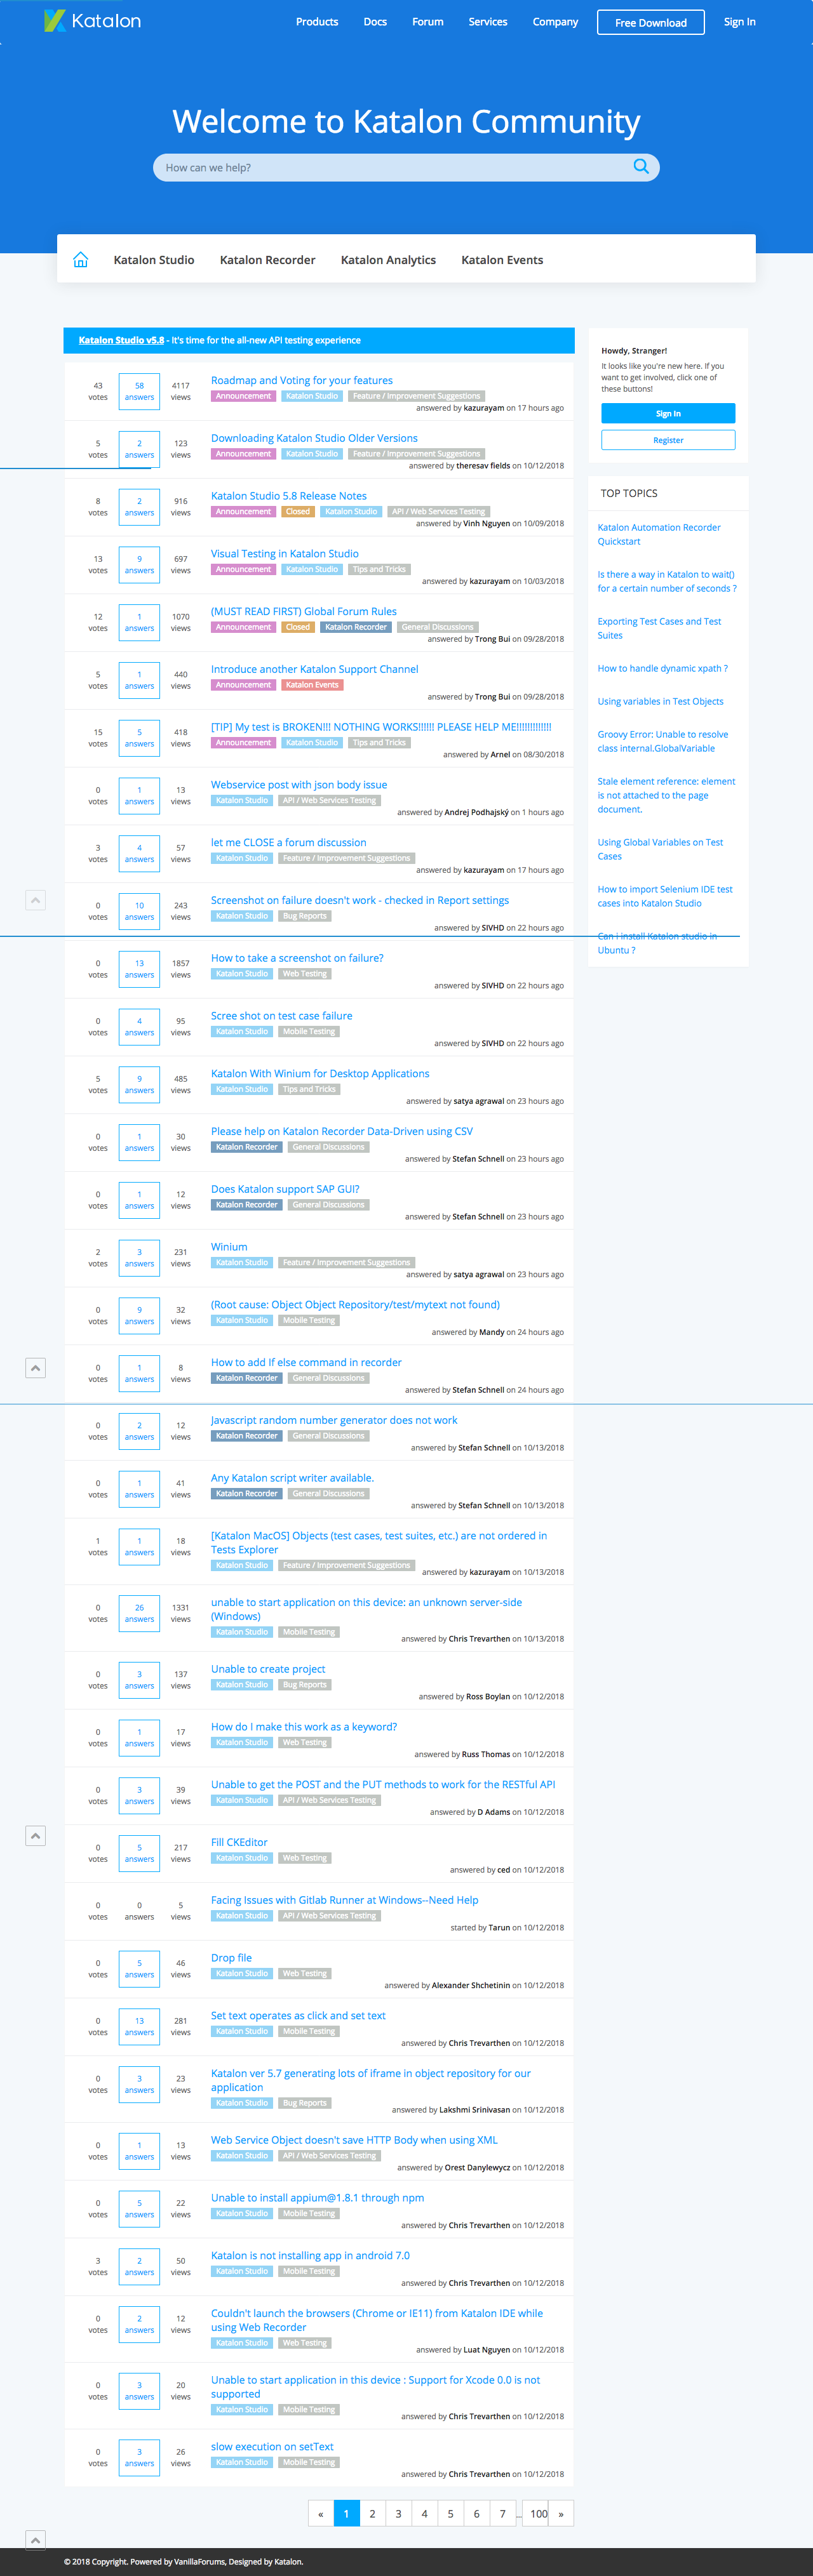 Katalon
Products Docs Forum Services Company Free Download Sign In
Welcome to Katalon Community
How can we help?
Katalon Studio Katalon Recorder Katalon Analytics Katalon Events
Katalon Studio v5.8 - It's time for the all-new API testing experience
43 votes 58 answers 4117 views
Roadmap and Voting for your features
Announcement Katalon Studio Feature / Improvement Suggestions
answered by kazurayam on 17 hours ago
5 votes 2 answers 123 views
Downloading Katalon Studio Older Versions
Announcement Katalon Studio Feature / Improvement Suggestions
answered by theresav fields on 10/12/2018
8 votes 2 answers 916 views
Katalon Studio 5.8 Release Notes
Announcement Closed Katalon Studio API / Web Services Testing
answered by Vinh Nguyen on 10/09/2018
13 votes 9 answers 697 views
Visual Testing in Katalon Studio
Announcement Katalon Studio Tips and Tricks
answered by kazurayam on 10/03/2018
12 votes 1 answers 1070 views
(MUST READ FIRST) Global Forum Rules
Announcement Closed Katalon Recorder General Discussions
answered by Trong Bui on 09/28/2018
5 votes 1 answers 440 views
Introduce another Katalon Support Channel
Announcement Katalon Events
answered by Trong Bui on 09/28/2018
15 votes 5 answers 418 views
[TIP] My test is BROKEN!!! NOTHING WORKS!!!!!! PLEASE HELP ME!!!!!!!!!!!!!
Announcement Katalon Studio Tips and Tricks
answered by Arnel on 08/30/2018
0 votes 1 answers 13 views
Webservice post with json body issue
Katalon Studio API / Web Services Testing
answered by Andrej Podhajský on 1 hours ago
3 votes 4 answers 57 views
let me CLOSE a forum discussion
Katalon Studio Feature / Improvement Suggestions
answered by kazurayam on 17 hours ago
0 votes 10 answers 243 views
Screenshot on failure doesn't work - checked in Report settings
Katalon Studio Bug Reports
answered by SIVHD on 22 hours ago
0 votes 13 answers 1857 views
How to take a screenshot on failure?
Katalon Studio Web Testing
answered by SIVHD on 22 hours ago
0 votes 4 answers 95 views
Scree shot on test case failure
Katalon Studio Mobile Testing
answered by SIVHD on 22 hours ago
5 votes 9 answers 485 views
Katalon With Winium for Desktop Applications
Katalon Studio Tips and Tricks
answered by satya agrawal on 23 hours ago
0 votes 1 answers 30 views
Please help on Katalon Recorder Data-Driven using CSV
Katalon Recorder General Discussions
answered by Stefan Schnell on 23 hours ago
0 votes 1 answers 12 views
Does Katalon support SAP GUI?
Katalon Recorder General Discussions
answered by Stefan Schnell on 23 hours ago
2 votes 3 answers 231 views
Winium
Katalon Studio Feature / Improvement Suggestions
answered by satya agrawal on 23 hours ago
0 votes 9 answers 32 views
(Root cause: Object Object Repository/test/mytext not found)
Katalon Studio Mobile Testing
answered by Mandy on 24 hours ago
0 votes 1 answers 8 views
How to add If else command in recorder
Katalon Recorder General Discussions
answered by Stefan Schnell on 24 hours ago
0 votes 2 answers 12 views
Javascript random number generator does not work
Katalon Recorder General Discussions
answered by Stefan Schnell on 10/13/2018
0 votes 1 answers 41 views
Any Katalon script writer available.
Katalon Recorder General Discussions
answered by Stefan Schnell on 10/13/2018
1 votes 1 answers 18 views
[Katalon MacOS] Objects (test cases, test suites, etc.) are not ordered in
Tests Explorer
Katalon Studio Feature / Improvement Suggestions
answered by kazurayam on 10/13/2018
0 votes 26 answers 1331 views
unable to start application on this device: an unknown server-side
(Windows)
Katalon Studio Mobile Testing
answered by Chris Trevarthen on 10/13/2018
0 votes 3 answers 137 views
Unable to create project
Katalon Studio Bug Reports
answered by Ross Boylan on 10/12/2018
0 votes 1 answers 17 views
How do I make this work as a keyword?
Katalon Studio Web Testing
answered by Russ Thomas on 10/12/2018
0 votes 3 answers 39 views
Unable to get the POST and the PUT methods to work for the RESTful API
Katalon Studio API / Web Services Testing
answered by D Adams on 10/12/2018
0 votes 5 answers 217 views
Fill CKEditor
Katalon Studio Web Testing
answered by ced on 10/12/2018
0 votes 0 answers 5 views
Facing Issues with Gitlab Runner at Windows--Need Help
Katalon Studio API / Web Services Testing
started by Tarun on 10/12/2018
0 votes 5 answers 46 views
Drop file
Katalon Studio Web Testing
answered by Alexander Shchetinin on 10/12/2018
0 votes 13 answers 281 views
Set text operates as click and set text
Katalon Studio Mobile Testing
answered by Chris Trevarthen on 10/12/2018
0 votes 3 answers 23 views
Katalon ver 5.7 generating lots of iframe in object repository for our
application
Katalon Studio Bug Reports
answered by Lakshmi Srinivasan on 10/12/2018
0 votes 1 answers 13 views
Web Service Object doesn't save HTTP Body when using XML
Katalon Studio API / Web Services Testing
answered by Orest Danylewycz on 10/12/2018
0 votes 5 answers 22 views
Unable to install appium@1.8.1 through npm
Katalon Studio Mobile Testing
answered by Chris Trevarthen on 10/12/2018
3 votes 2 answers 50 views
Katalon is not installing app in android 7.0
Katalon Studio Mobile Testing
answered by Chris Trevarthen on 10/12/2018
0 votes 2 answers 12 views
Couldn't launch the browsers (Chrome or IE11) from Katalon IDE while
using Web Recorder
Katalon Studio Web Testing
answered by Luat Nguyen on 10/12/2018
0 votes 3 answers 20 views
Unable to start application in this device : Support for Xcode 0.0 is not
supported
Katalon Studio Mobile Testing
answered by Chris Trevarthen on 10/12/2018
0 votes 3 answers 26 views
slow execution on setText
Katalon Studio Mobile Testing
answered by Chris Trevarthen on 10/12/2018
« 1 2 3 4 5 6 7 … 100 »
Howdy, Stranger!
It looks like you're new here. If you
want to get involved, click one of
these buttons!
Sign In
Register
TOP TOPICS
Katalon Automation Recorder
Quickstart
Is there a way in Katalon to wait()
for a certain number of seconds ?
Exporting Test Cases and Test
Suites
How to handle dynamic xpath ?
Using variables in Test Objects
Groovy Error: Unable to resolve
class internal.GlobalVariable
Stale element reference: element
is not attached to the page
document.
Using Global Variables on Test
Cases
How to import Selenium IDE test
cases into Katalon Studio
Can i install Katalon studio in
Ubuntu ?
© 2018 Copyright. Powered by VanillaForums, Designed by Katalon.